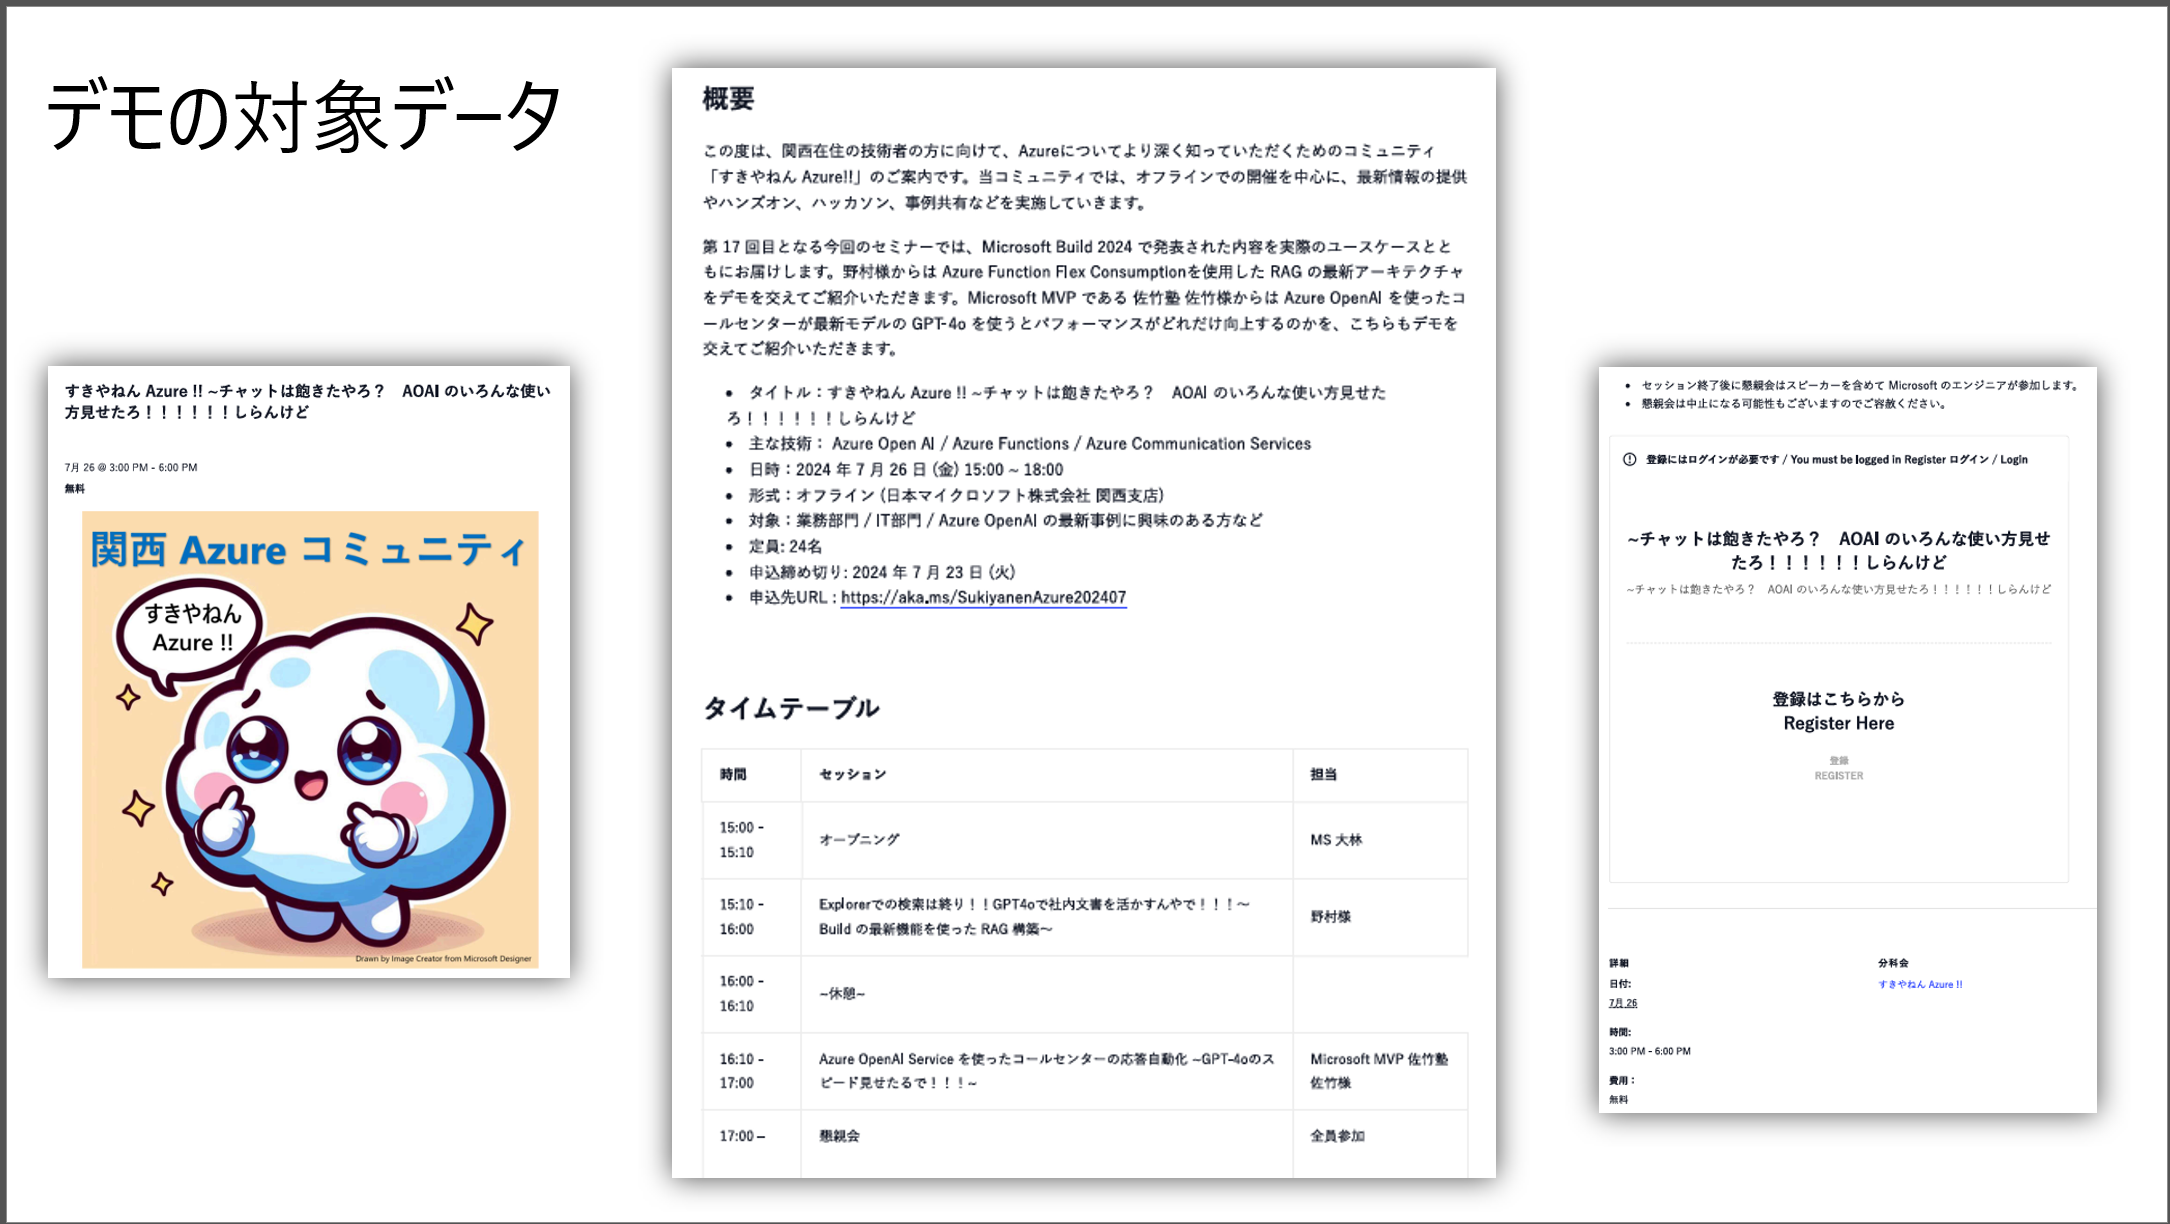 デモの対象データ
すきやねん Azure !! ~チャットは飽きたやろ？　AOAI のいろんな使い
方見せたろ！！！！！！しらんけど
7月 26 @ 3:00 PM - 6:00 PM
無料
関西 Azure コミュニティ
すきやねん
Azure !!
Drawn by Image Creator from Microsoft Designer
概要
この度は、関西在住の技術者の方に向けて、Azureについてより深く知っていただくためのコミュニティ
「すきやねん Azure!!」のご案内です。当コミュニティでは、オフラインでの開催を中心に、最新情報の提供
やハンズオン、ハッカソン、事例共有などを実施していきます。
第 17 回目となる今回のセミナーでは、Microsoft Build 2024 で発表された内容を実際のユースケースとと
もにお届けします。野村様からは Azure Function Flex Consumptionを使用した RAG の最新アーキテクチャ
をデモを交えてご紹介いただきます。Microsoft MVP である 佐竹塾 佐竹様からは Azure OpenAI を使ったコ
ールセンターが最新モデルの GPT-4o を使うとパフォーマンスがどれだけ向上するのかを、こちらもデモを
交えてご紹介いただきます。
• タイトル：すきやねん Azure !! ~チャットは飽きたやろ？　AOAI のいろんな使い方見せた
ろ！！！！！！しらんけど
• 主な技術： Azure Open AI / Azure Functions / Azure Communication Services
• 日時：2024 年 7 月 26 日 (金) 15:00 ~ 18:00
• 形式：オフライン (日本マイクロソフト株式会社 関西支店)
• 対象：業務部門 / IT部門 / Azure OpenAI の最新事例に興味のある方など
• 定員: 24名
• 申込締め切り: 2024 年 7 月 23 日 (火)
• 申込先URL : https://aka.ms/SukiyanenAzure202407
タイムテーブル
時間 セッション 担当
15:00 -
15:10
オープニング
MS 大林
15:10 -
16:00
Explorerでの検索は終り！！GPT4oで社内文書を活かすんやで！！！～
Build の最新機能を使った RAG 構築～
野村様
16:00 -
16:10
~休憩~
16:10 -
17:00
Azure OpenAI Service を使ったコールセンターの応答自動化 ~GPT-4oのス
ピード見せたるで！！！~
Microsoft MVP 佐竹塾
佐竹様
17:00 – 懇親会 全員参加
• セッション終了後に懇親会はスピーカーを含めて Microsoft のエンジニアが参加します。
• 懇親会は中止になる可能性もございますのでご容赦ください。
登録にはログインが必要です / You must be logged in Register ログイン / Login
~チャットは飽きたやろ？　AOAI のいろんな使い方見せ
たろ！！！！！！しらんけど
~チャットは飽きたやろ？　AOAI のいろんな使い方見せたろ！！！！！！しらんけど
登録はこちらから
Register Here
登録
REGISTER
詳細
日付:
7月 26
時間:
3:00 PM - 6:00 PM
費用：
無料
分科会
すきやねん Azure !!